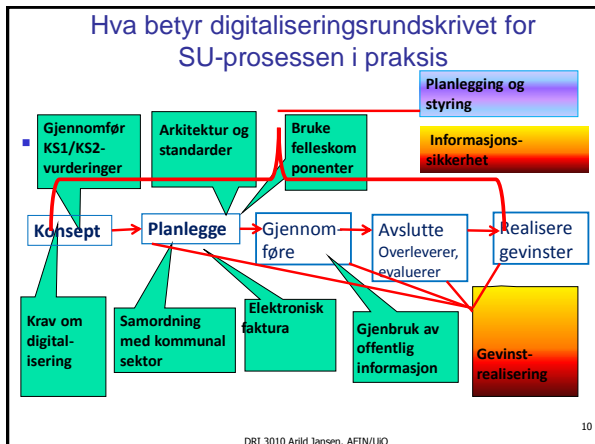 Hva betyr digitaliseringsrundskrivet for
SU-prosessen i praksis
Planlegging og
styring
Gjennomfør
KS1/KS2-
vurderinger
Arkitektur og
standarder
Bruke
felleskom
ponenter
Informasjons-
sikkerhet
Konsept
Planlegge
Gjennom-
føre
Avslutte
Overleverer,
evaluerer
Realisere
gevinster
Krav om
digital-
isering
Samordning
med kommunal
sektor
Elektronisk
faktura
Gjenbruk av
offentlig
informasjon
Gevinst-
realisering
10
DRI 3010 Arild Jansen, AFIN/UiO